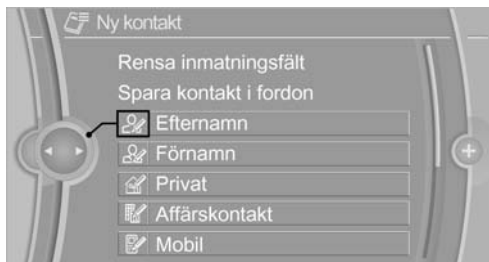 Ny kontakt
Rensa inmatningsfält
Spara kontakt i fordon
Efternamn
Förnamn
Privat
Affärskontakt
Mobil